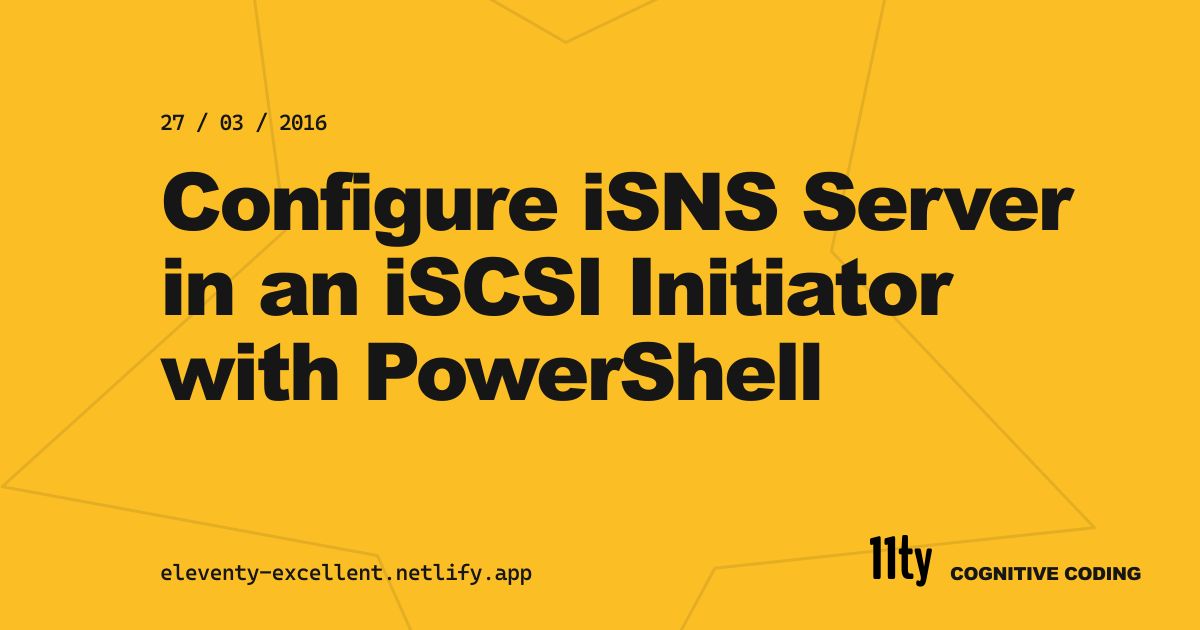 27 / 03 / 2016
Configure iSNS Server
in an iSCSI Initiator
with PowerShell
eleventy-excellent.netlify.app
11ty COGNITIVE CODING